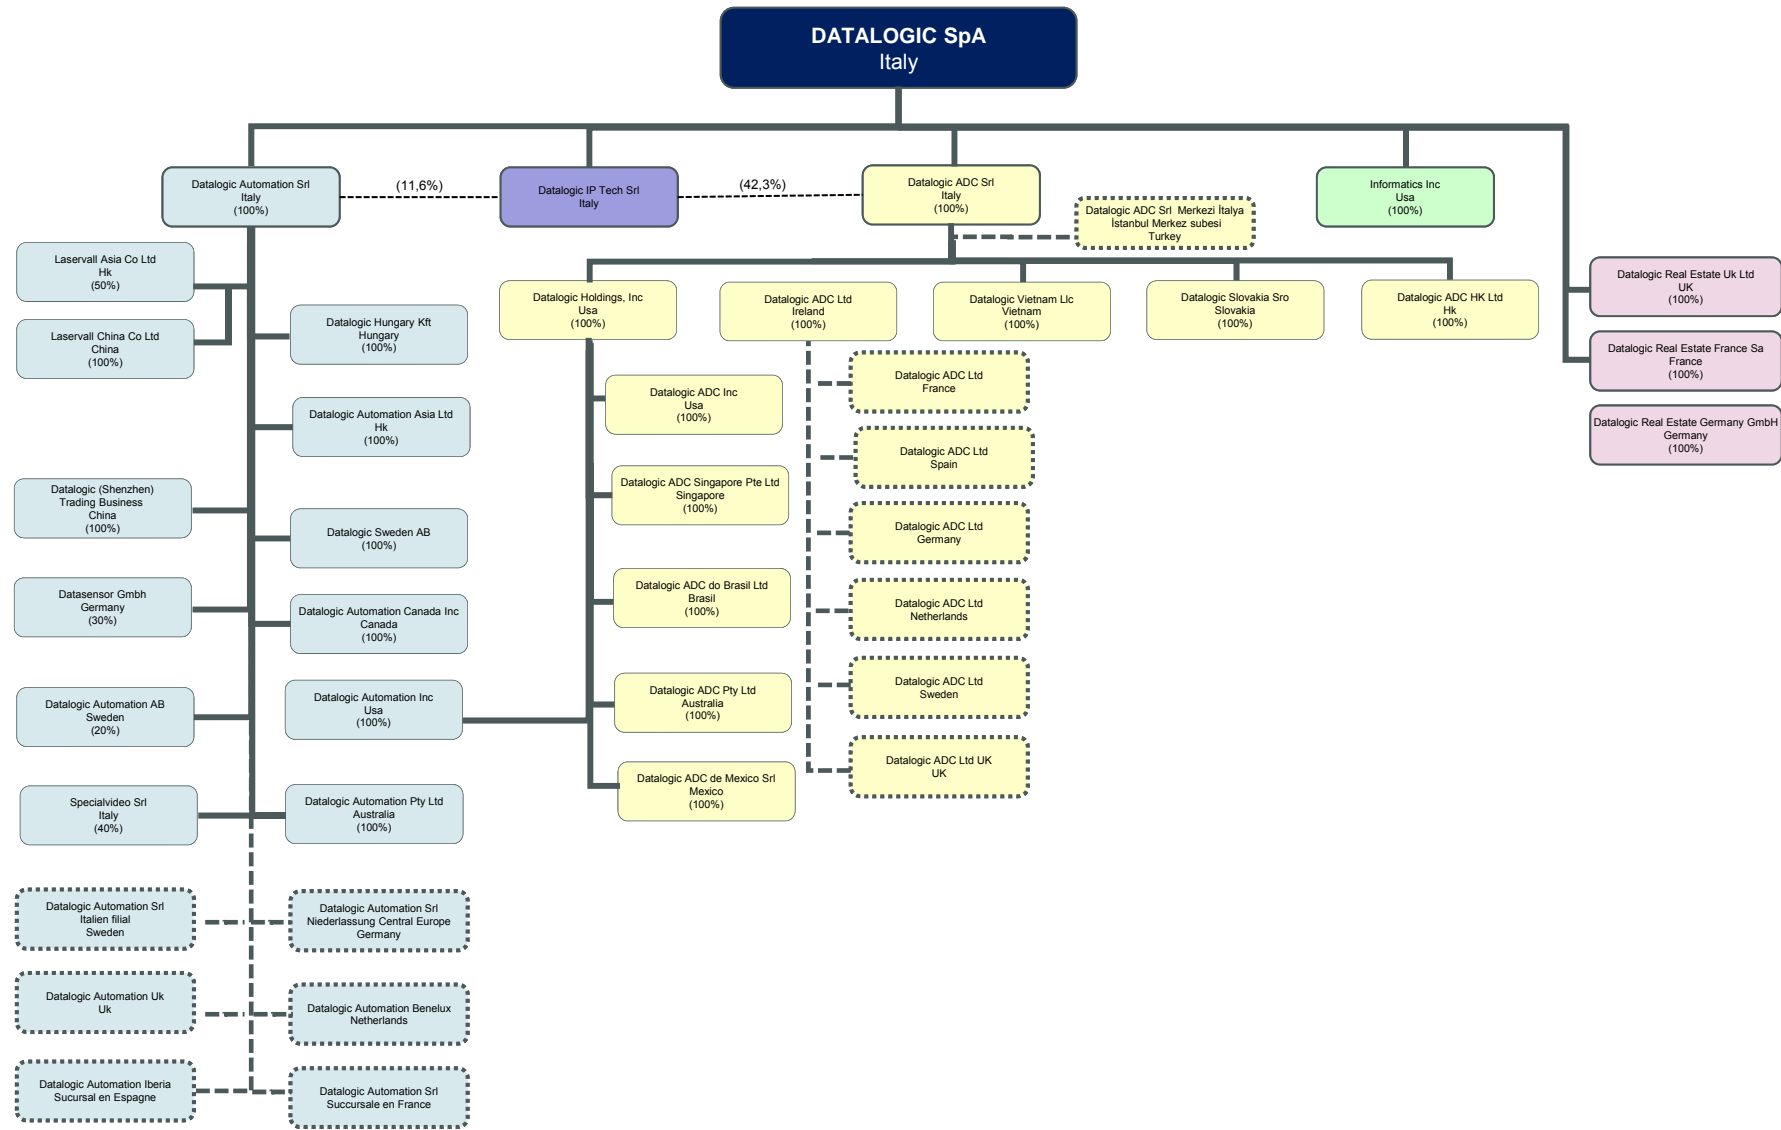 DATALOGIC SpA
Italy
Datalogic Automation Srl
Italy
(100%)
(11,6%)
Datalogic IP Tech Srl
Italy
(42,3%)
Datalogic ADC Srl
Italy
(100%)
Informatics Inc
Usa
(100%)
Datalogic ADC Srl Merkezi İtalya
İstanbul Merkez subesi
Turkey
Laservall Asia Co Ltd
Hk
(50%)
Laservall China Co Ltd
China
(100%)
Datalogic Hungary Kft
Hungary
(100%)
Datalogic Automation Asia Ltd
Hk
(100%)
Datalogic (Shenzhen)
Trading Business
China
(100%)
Datalogic Sweden AB
(100%)
Datasensor Gmbh
Germany
(30%)
Datalogic Automation Canada Inc
Canada
(100%)
Datalogic Automation AB
Sweden
(20%)
Datalogic Automation Inc
Usa
(100%)
Specialvideo Srl
Italy
(40%)
Datalogic Automation Pty Ltd
Australia
(100%)
Datalogic Automation Srl
Italien filial
Sweden
Datalogic Automation Srl
Niederlassung Central Europe
Germany
Datalogic Automation Uk
Uk
Datalogic Automation Benelux
Netherlands
Datalogic Automation Iberia
Sucursal en Espagne
Datalogic Automation Srl
Succursale en France
Datalogic Holdings, Inc
Usa
(100%)
Datalogic ADC Ltd
Ireland
(100%)
Datalogic Vietnam Llc
Vietnam
(100%)
Datalogic Slovakia Sro
Slovakia
(100%)
Datalogic ADC HK Ltd
Hk
(100%)
Datalogic ADC Inc
Usa
(100%)
Datalogic ADC Singapore Pte Ltd
Singapore
(100%)
Datalogic ADC do Brasil Ltd
Brasil
(100%)
Datalogic ADC Pty Ltd
Australia
(100%)
Datalogic ADC de Mexico Srl
Mexico
(100%)
Datalogic ADC Ltd
France
Datalogic ADC Ltd
Spain
Datalogic ADC Ltd
Germany
Datalogic ADC Ltd
Netherlands
Datalogic ADC Ltd
Sweden
Datalogic ADC Ltd UK
UK
Datalogic Real Estate Uk Ltd
UK
(100%)
Datalogic Real Estate France Sa
France
(100%)
Datalogic Real Estate Germany GmbH
Germany
(100%)